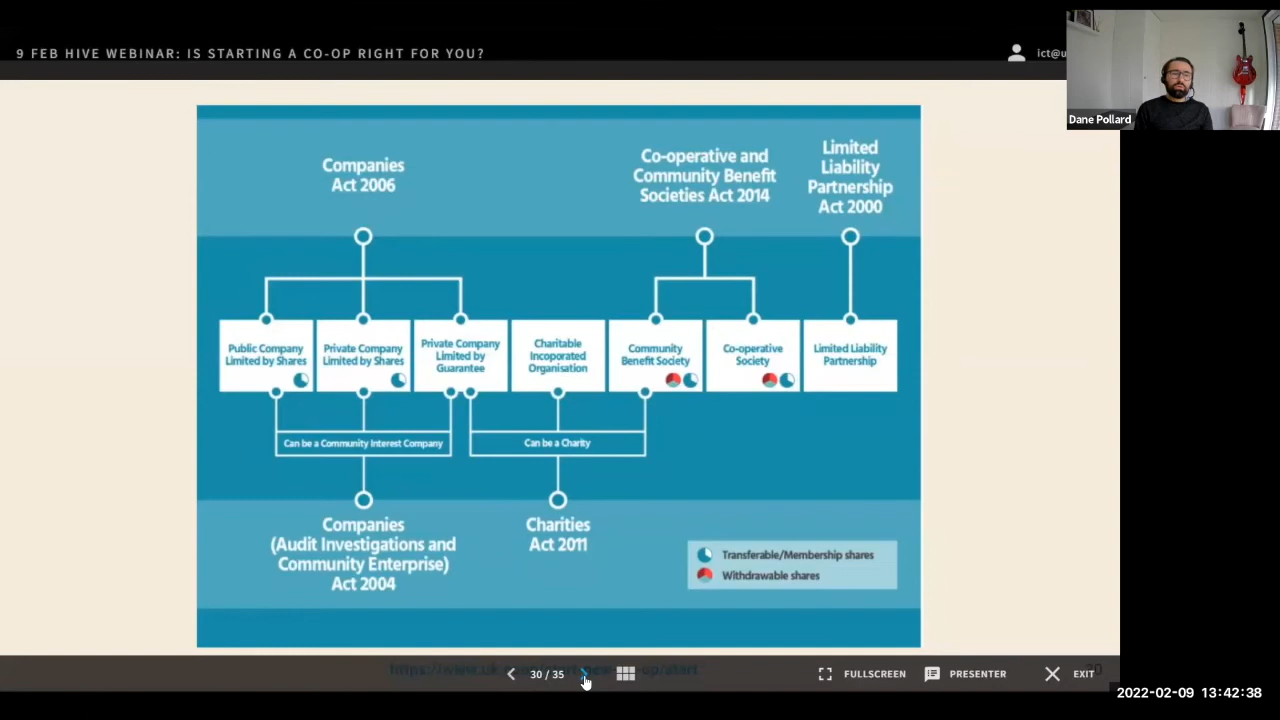 9 FEB HIVE WEBINAR: IS STARTING A CO-OP RIGHT FOR YOU?
ict@u
Dane Pollard
Companies
Act 2006
Co-operative and
Community Benefit
Societies Act 2014
Limited
Liability
Partnership
Act 2000
Public Company
Limited by Shares
Private Company
Limited by Shares
Private Company
Limited by
Guarantee
Charitable
Incoporated
Organisation
Community
Benefit Society
Co-operative
Society
Limited Liability
Partnership
Can be a Community Interest Company
Can be a Charity
Companies
(Audit Investigations and
Community Enterprise)
Act 2004
Charities
Act 2011
Transferable/Membership shares
Withdrawable shares
30 / 35
FULLSCREEN
PRESENTER
EXIT
2022-02-09 13:42:38